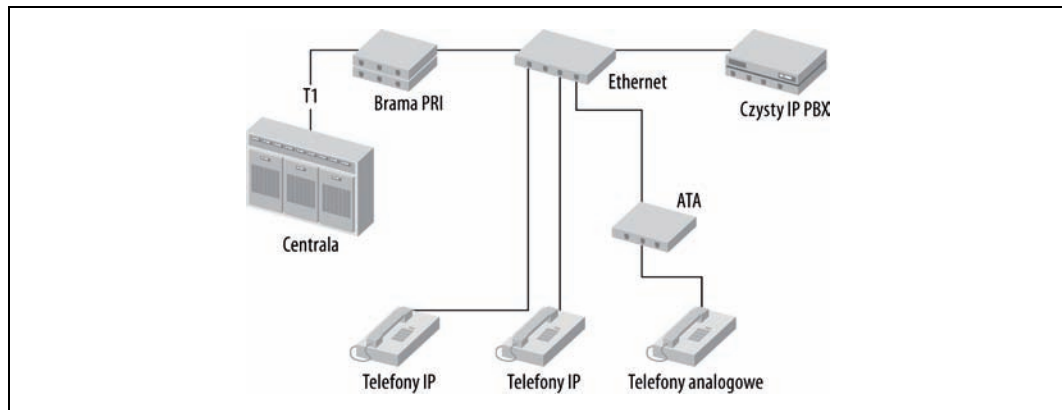 T1
Brama PRI
Ethernet
Czysty IP PBX
Centrala
ATA
Telefony IP
Telefony IP
Telefony analogowe